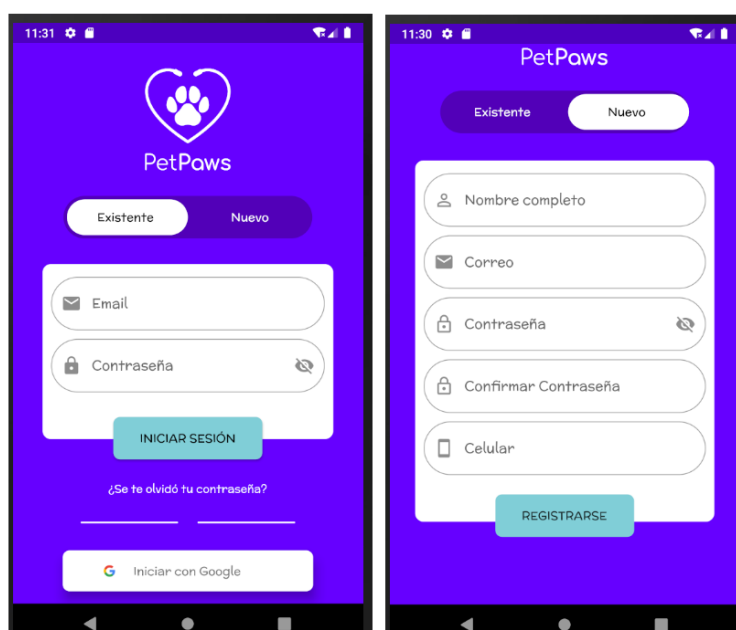 11:31
PetPaws
Existente Nuevo
Email
Contraseña
INICIAR SESIÓN
¿Se te olvidó tu contraseña?
G Iniciar con Google
11:30
PetPaws
Existente Nuevo
Nombre completo
Correo
Contraseña
Confirmar Contraseña
Celular
REGISTRARSE